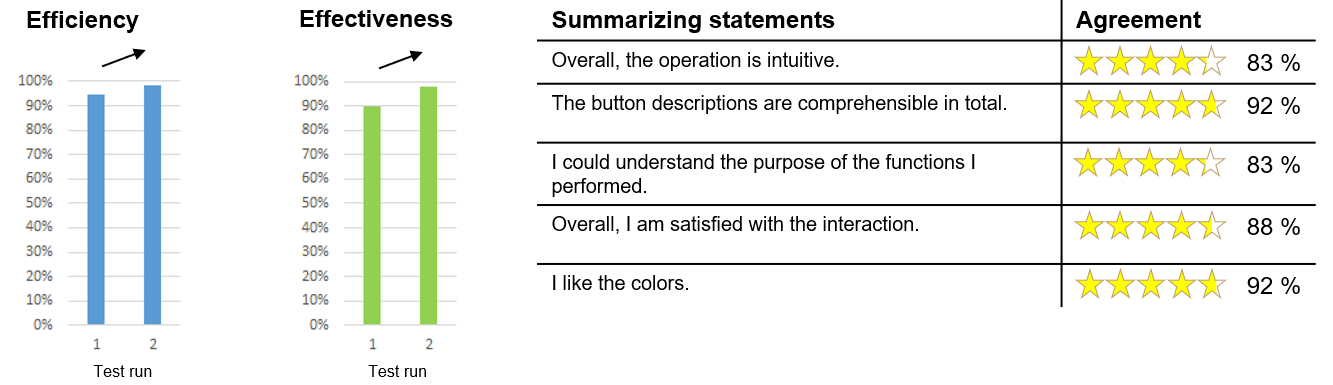 Efficiency
100%
90%
80%
70%
60%
50%
40%
30%
20%
10%
0%
1 2
Test run
Effectiveness
100%
90%
80%
70%
60%
50%
40%
30%
20%
10%
0%
1 2
Test run
Summarizing statements Agreement
Overall, the operation is intuitive. 83 %
The button descriptions are comprehensible in total. 92 %
I could understand the purpose of the functions I
performed. 83 %
Overall, I am satisfied with the interaction. 88 %
I like the colors. 92 %